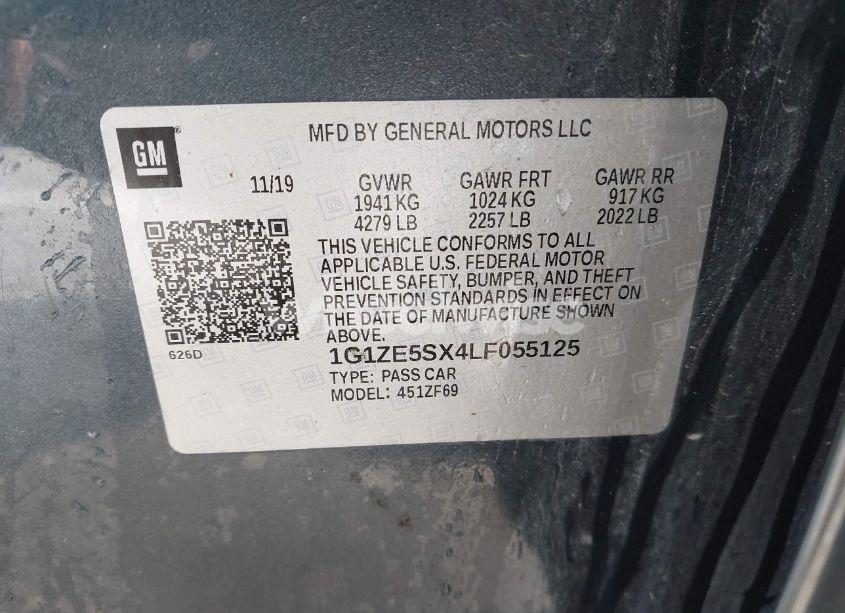 GM
MFD BY GENERAL MOTORS LLC
11/19
GVWR GAWR FRT GAWR RR
1941 KG 1024 KG 917 KG
4279 LB 2257 LB 2022 LB
THIS VEHICLE CONFORMS TO ALL
APPLICABLE U.S. FEDERAL MOTOR
VEHICLE SAFETY, BUMPER, AND THEFT
PREVENTION STANDARDS IN EFFECT ON
THE DATE OF MANUFACTURE SHOWN
ABOVE.
626D
1G1ZE5SX4LF055125
TYPE: PASS CAR
MODEL: 451ZF69